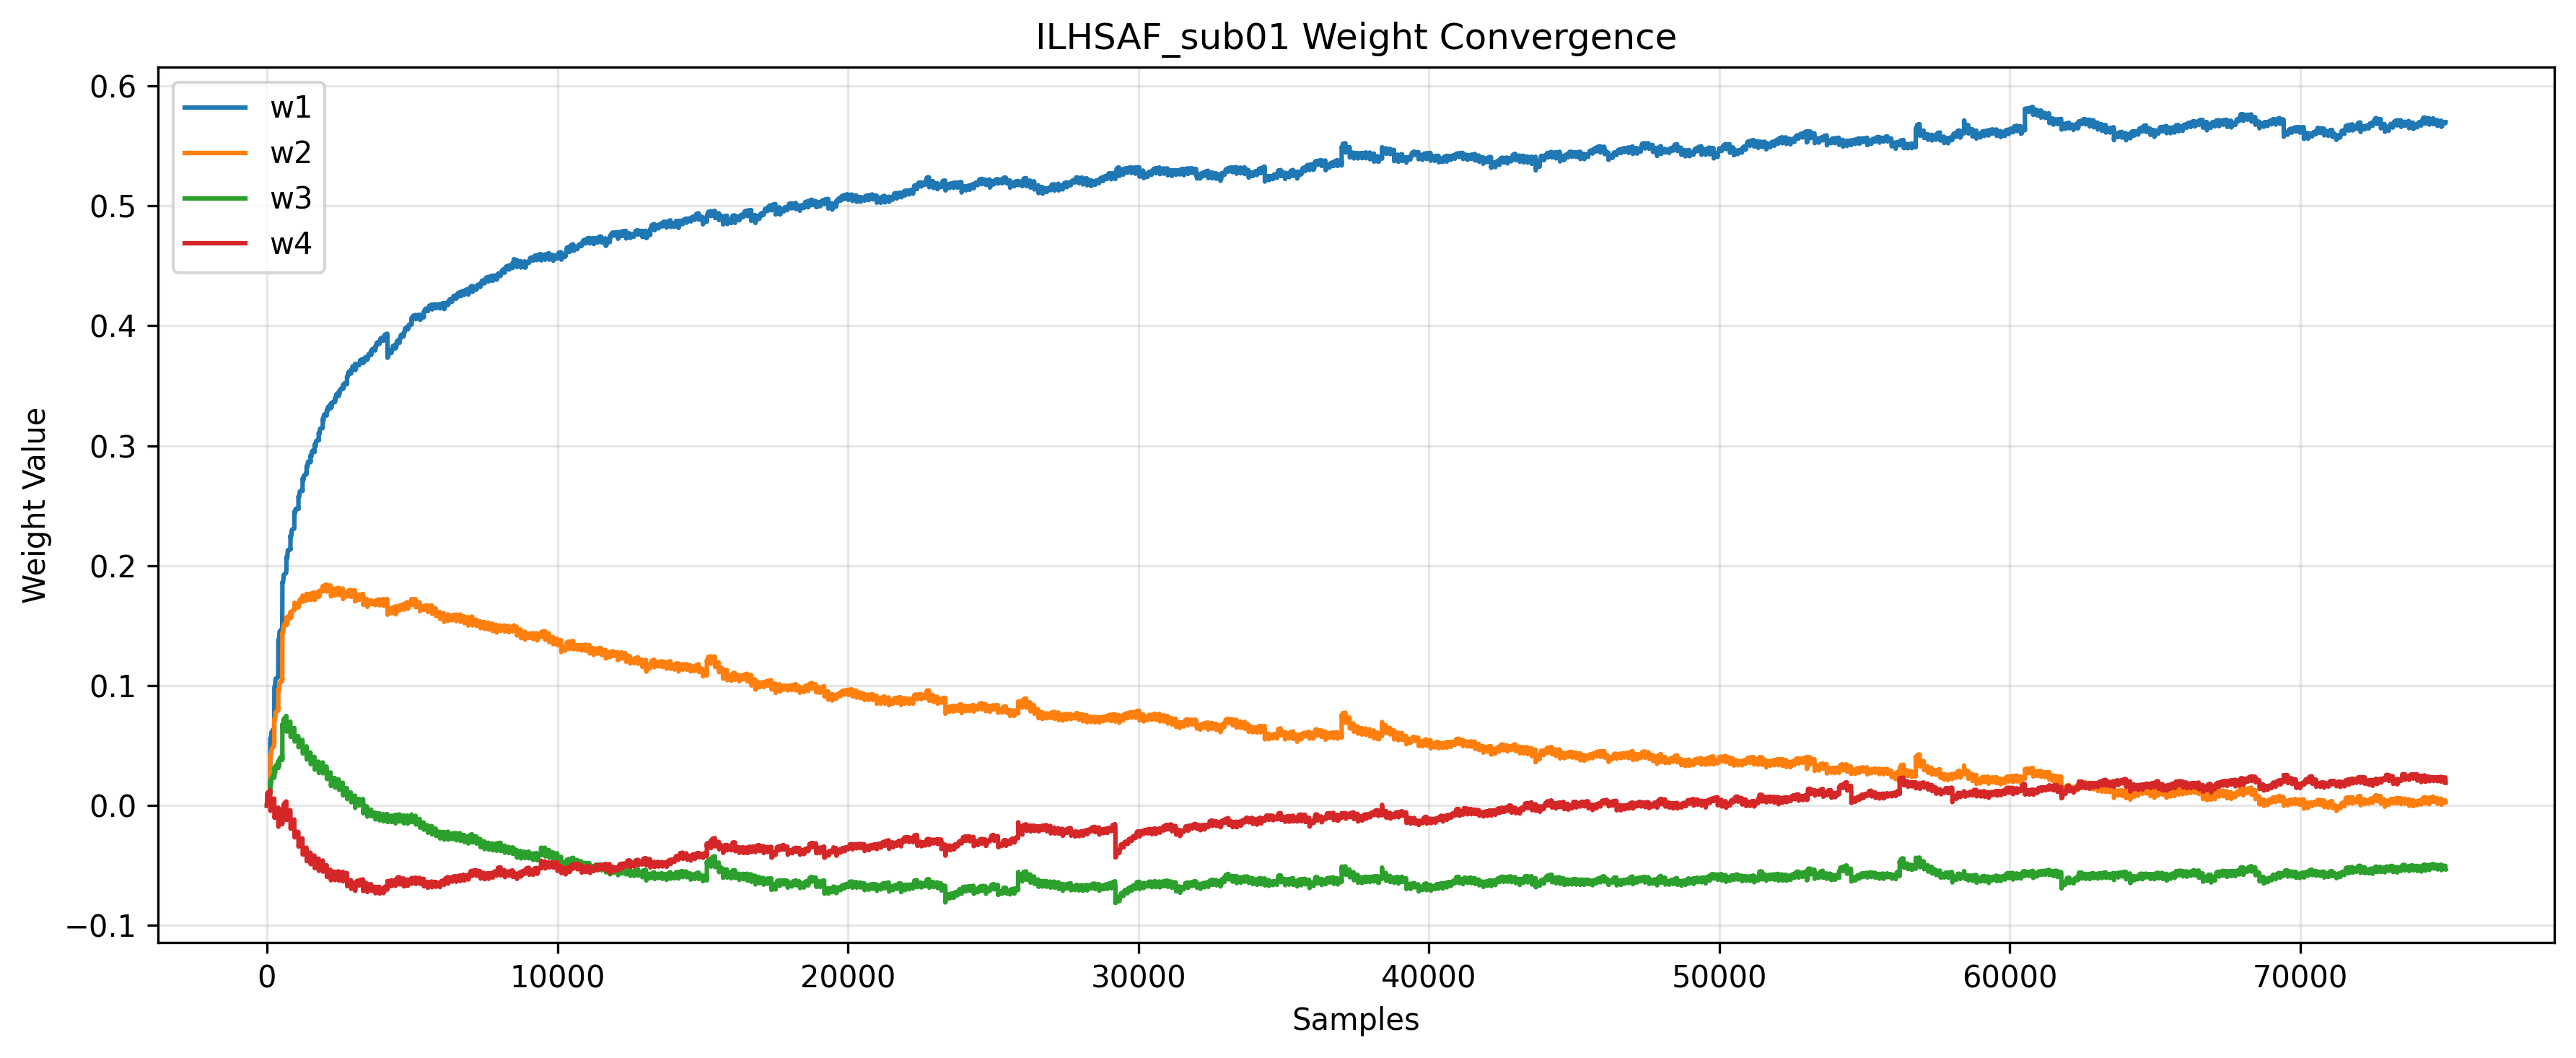 ILHSAF_sub01 Weight Convergence
w1
w2
w3
w4
Weight Value
0.6
0.5
0.4
0.3
0.2
0.1
0.0
−0.1
0 10000 20000 30000 40000 50000 60000 70000
Samples